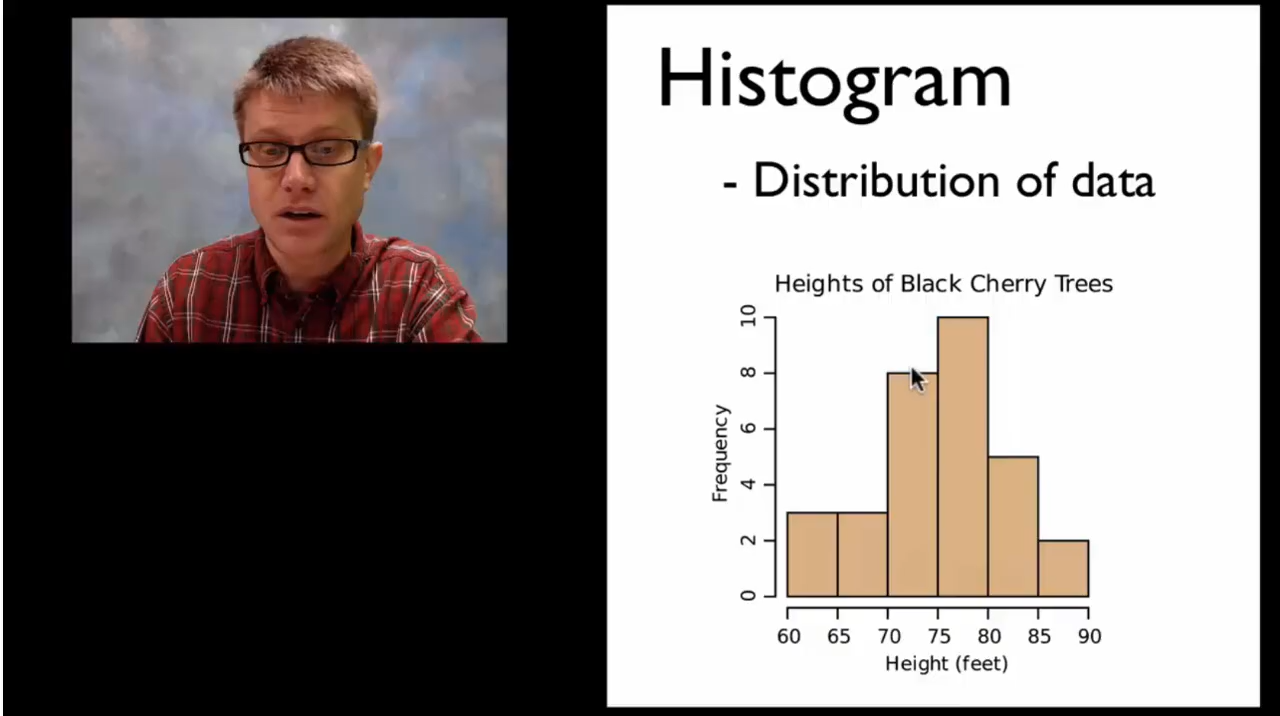 Histogram
- Distribution of data
Heights of Black Cherry Trees
10
8
6
4
2
0
Frequency
60 65 70 75 80 85 90
Height (feet)